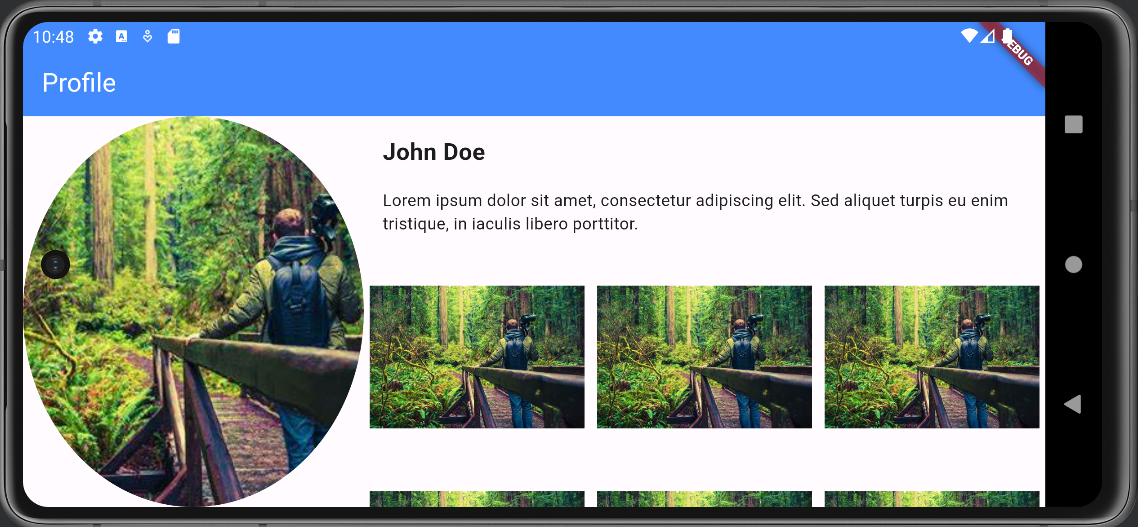 10:48
A
DEBUG
Profile
John Doe
Lorem ipsum dolor sit amet, consectetur adipiscing elit. Sed aliquet turpis eu enim
tristique, in iaculis libero porttitor.